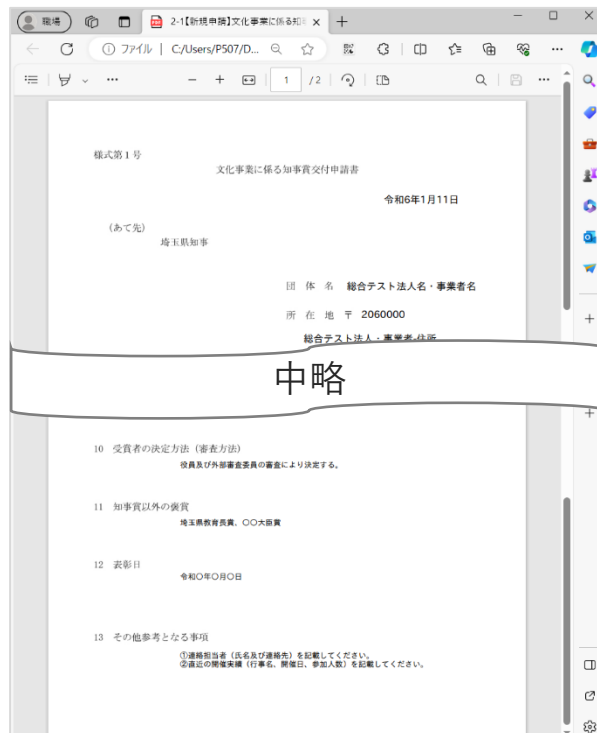 職場
2-1【新規申請】文化事業に係る知
ファイル C:/Users/P507/D...
1 /2
様式第1号
文化事業に係る知事賞交付申請書
令和6年1月11日
(あて先)
埼玉県知事
団 体 名 総合テスト法人名・事業者名
所 在 地 〒 2060000
総合テスト法人・事業者-住所
中略
10 受賞者の決定方法(審査方法)
役員及び外部審査委員の審査により決定する。
11 知事賞以外の褒賞
埼玉県教育長賞、〇〇大臣賞
12 表彰日
令和〇年〇月〇日
13 その他参考となる事項
①連絡担当者(氏名及び連絡先)を記載してください。
②直近の開催実績(行事名、開催日、参加人数)を記載してください。